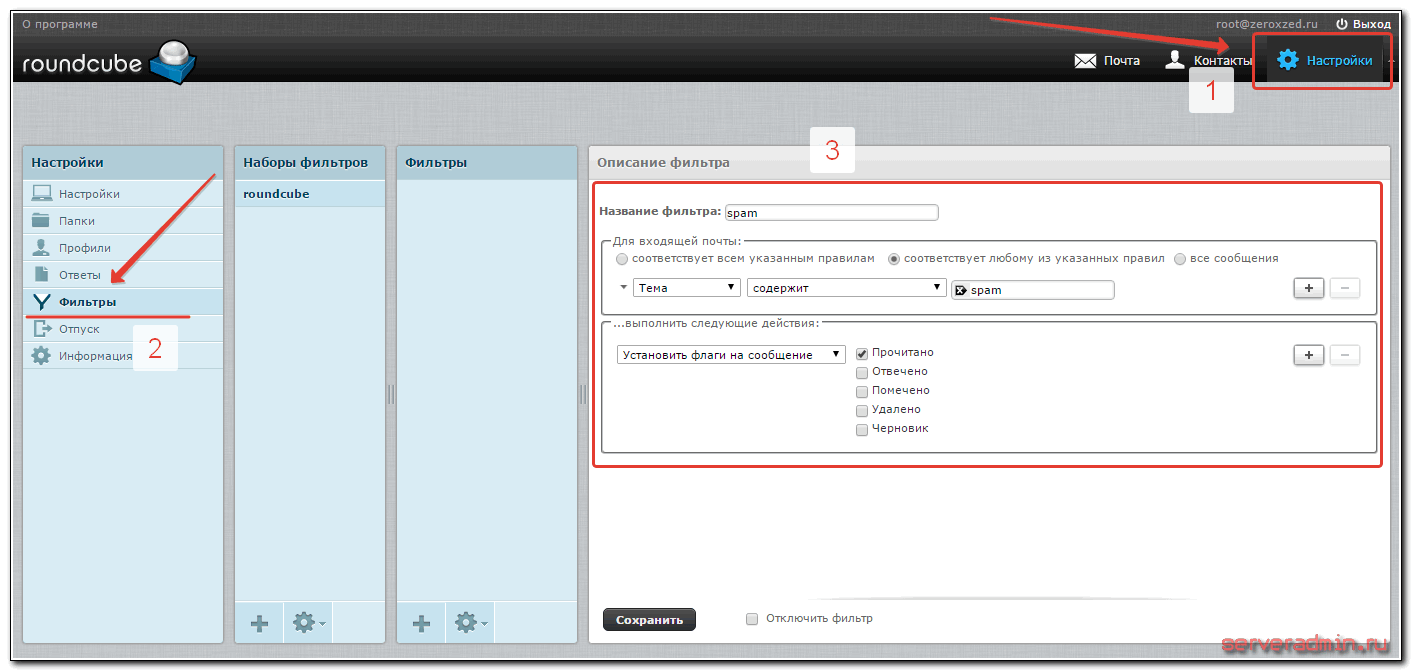 О программе
root@zeroxzed.ru Выход
roundcube
Почта Контакты Настройки
1
3
Настройки
Настройки
Папки
Профили
Ответы
Фильтры
Отпуск
Информация
2
Наборы фильтров
roundcube
Фильтры
Описание фильтра
Название фильтра: spam
Для входящей почты:
соответствует всем указанным правилам соответствует любому из указанных правил все сообщения
Тема содержит spam
...выполнить следующие действия:
Установить флаги на сообщение Прочитано
Отвечено
Помечено
Удалено
Черновик
Сохранить Отключить фильтр
serveradmin.ru